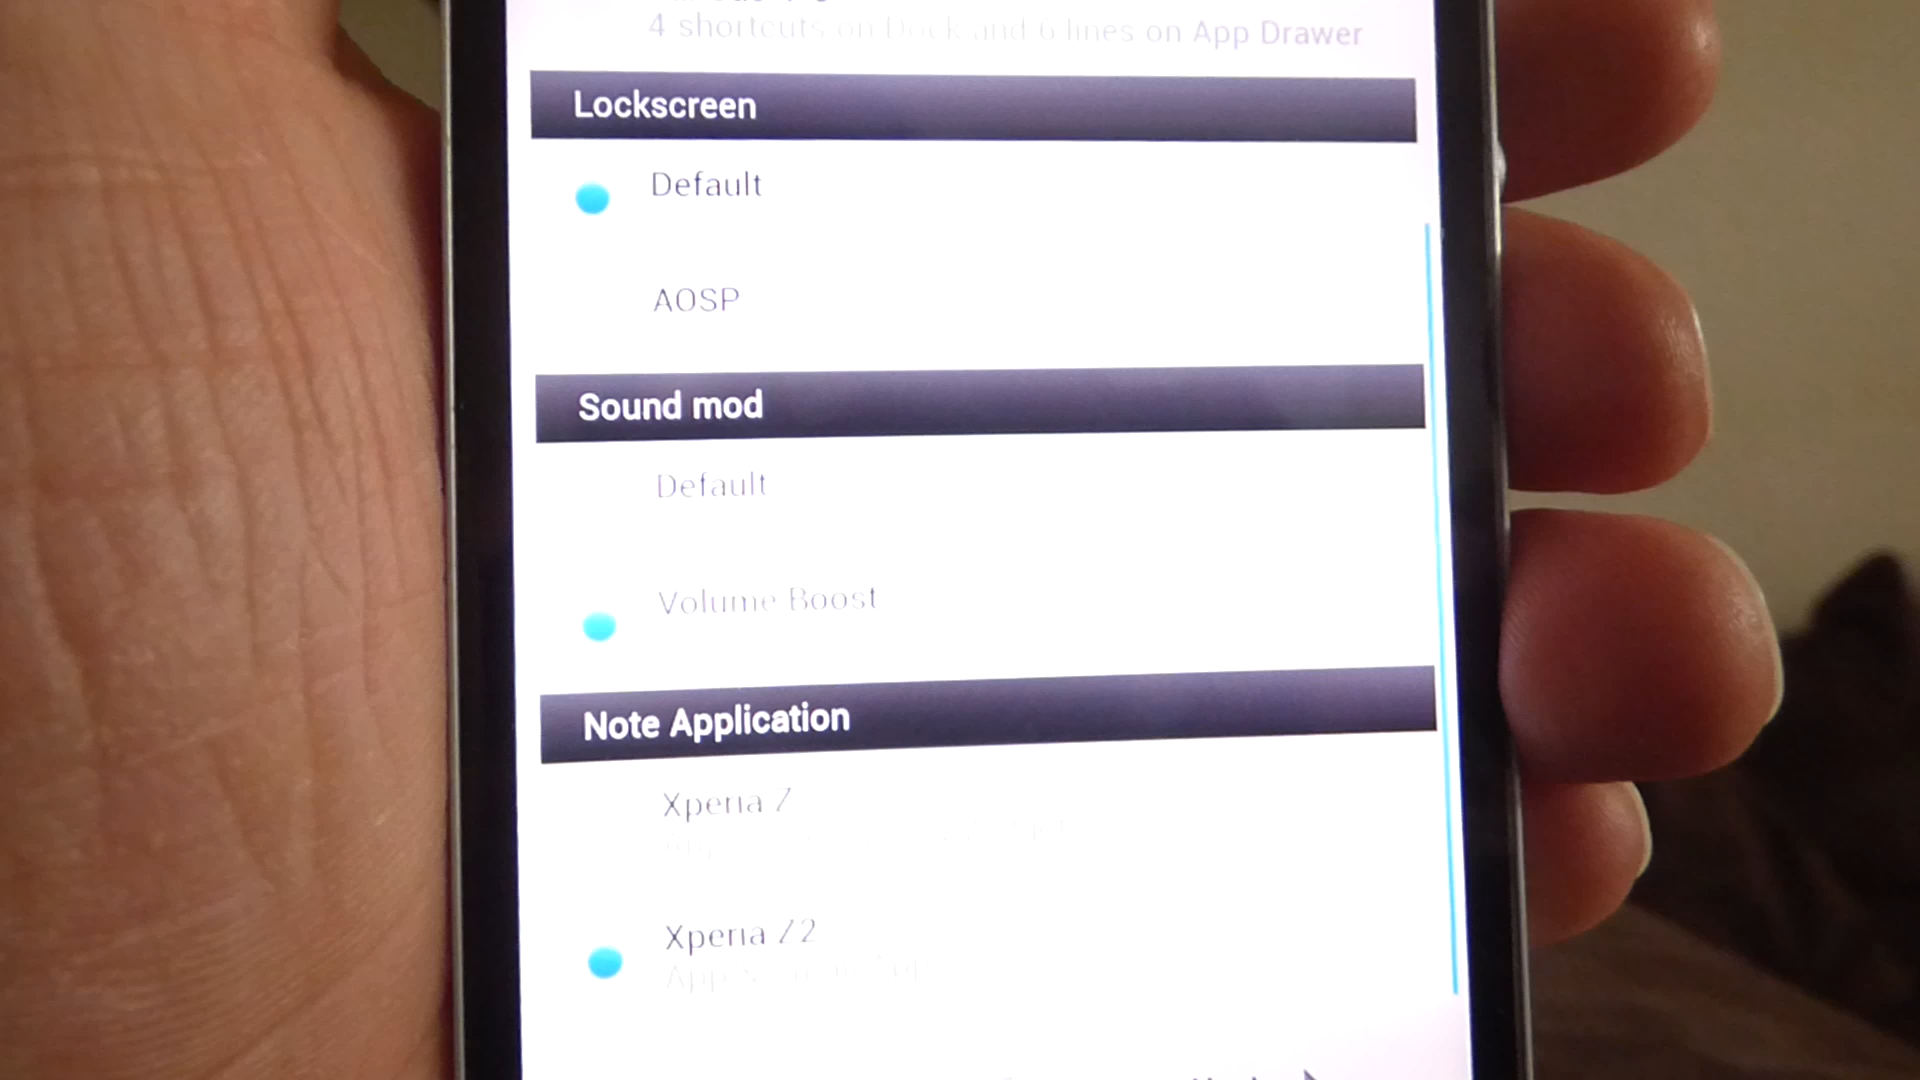 4 shortcuts on Dock and 6 lines on App Drawer
Lockscreen
Default
AOSP
Sound mod
Default
Volume Boost
Note Application
Xperia Z
Xperia Z2